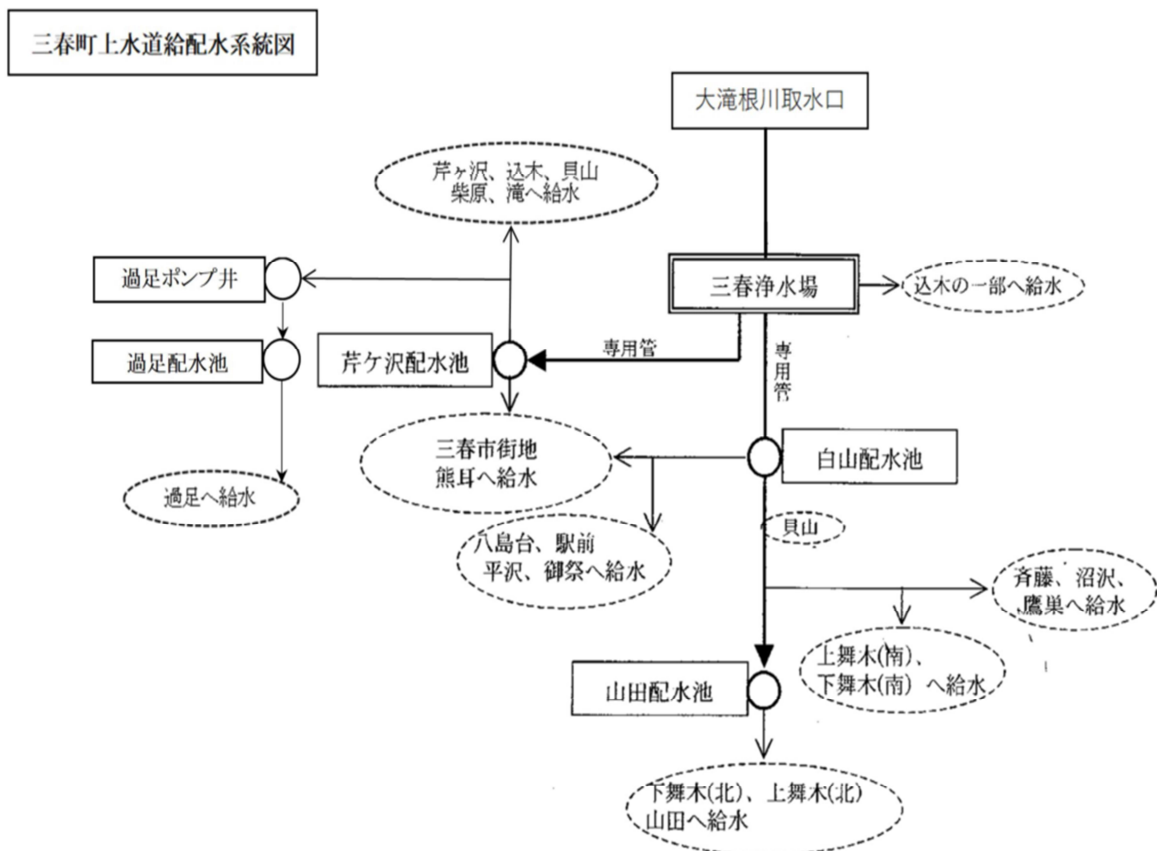 三春町上水道給配水系統図
大滝根川取水口
芹ヶ沢、込木、貝山
柴原、滝へ給水
過足ポンプ井
三春浄水場
込木の一部へ給水
過足配水池
芹ケ沢配水池
専用管
専用管
三春市街地
熊耳へ給水
白山配水池
過足へ給水
八島台、駅前
平沢、御祭へ給水
貝山
斉藤、沼沢、
鷹巣へ給水
上舞木(南)、
下舞木(南) へ給水
山田配水池
下舞木(北)、上舞木(北)
山田へ給水